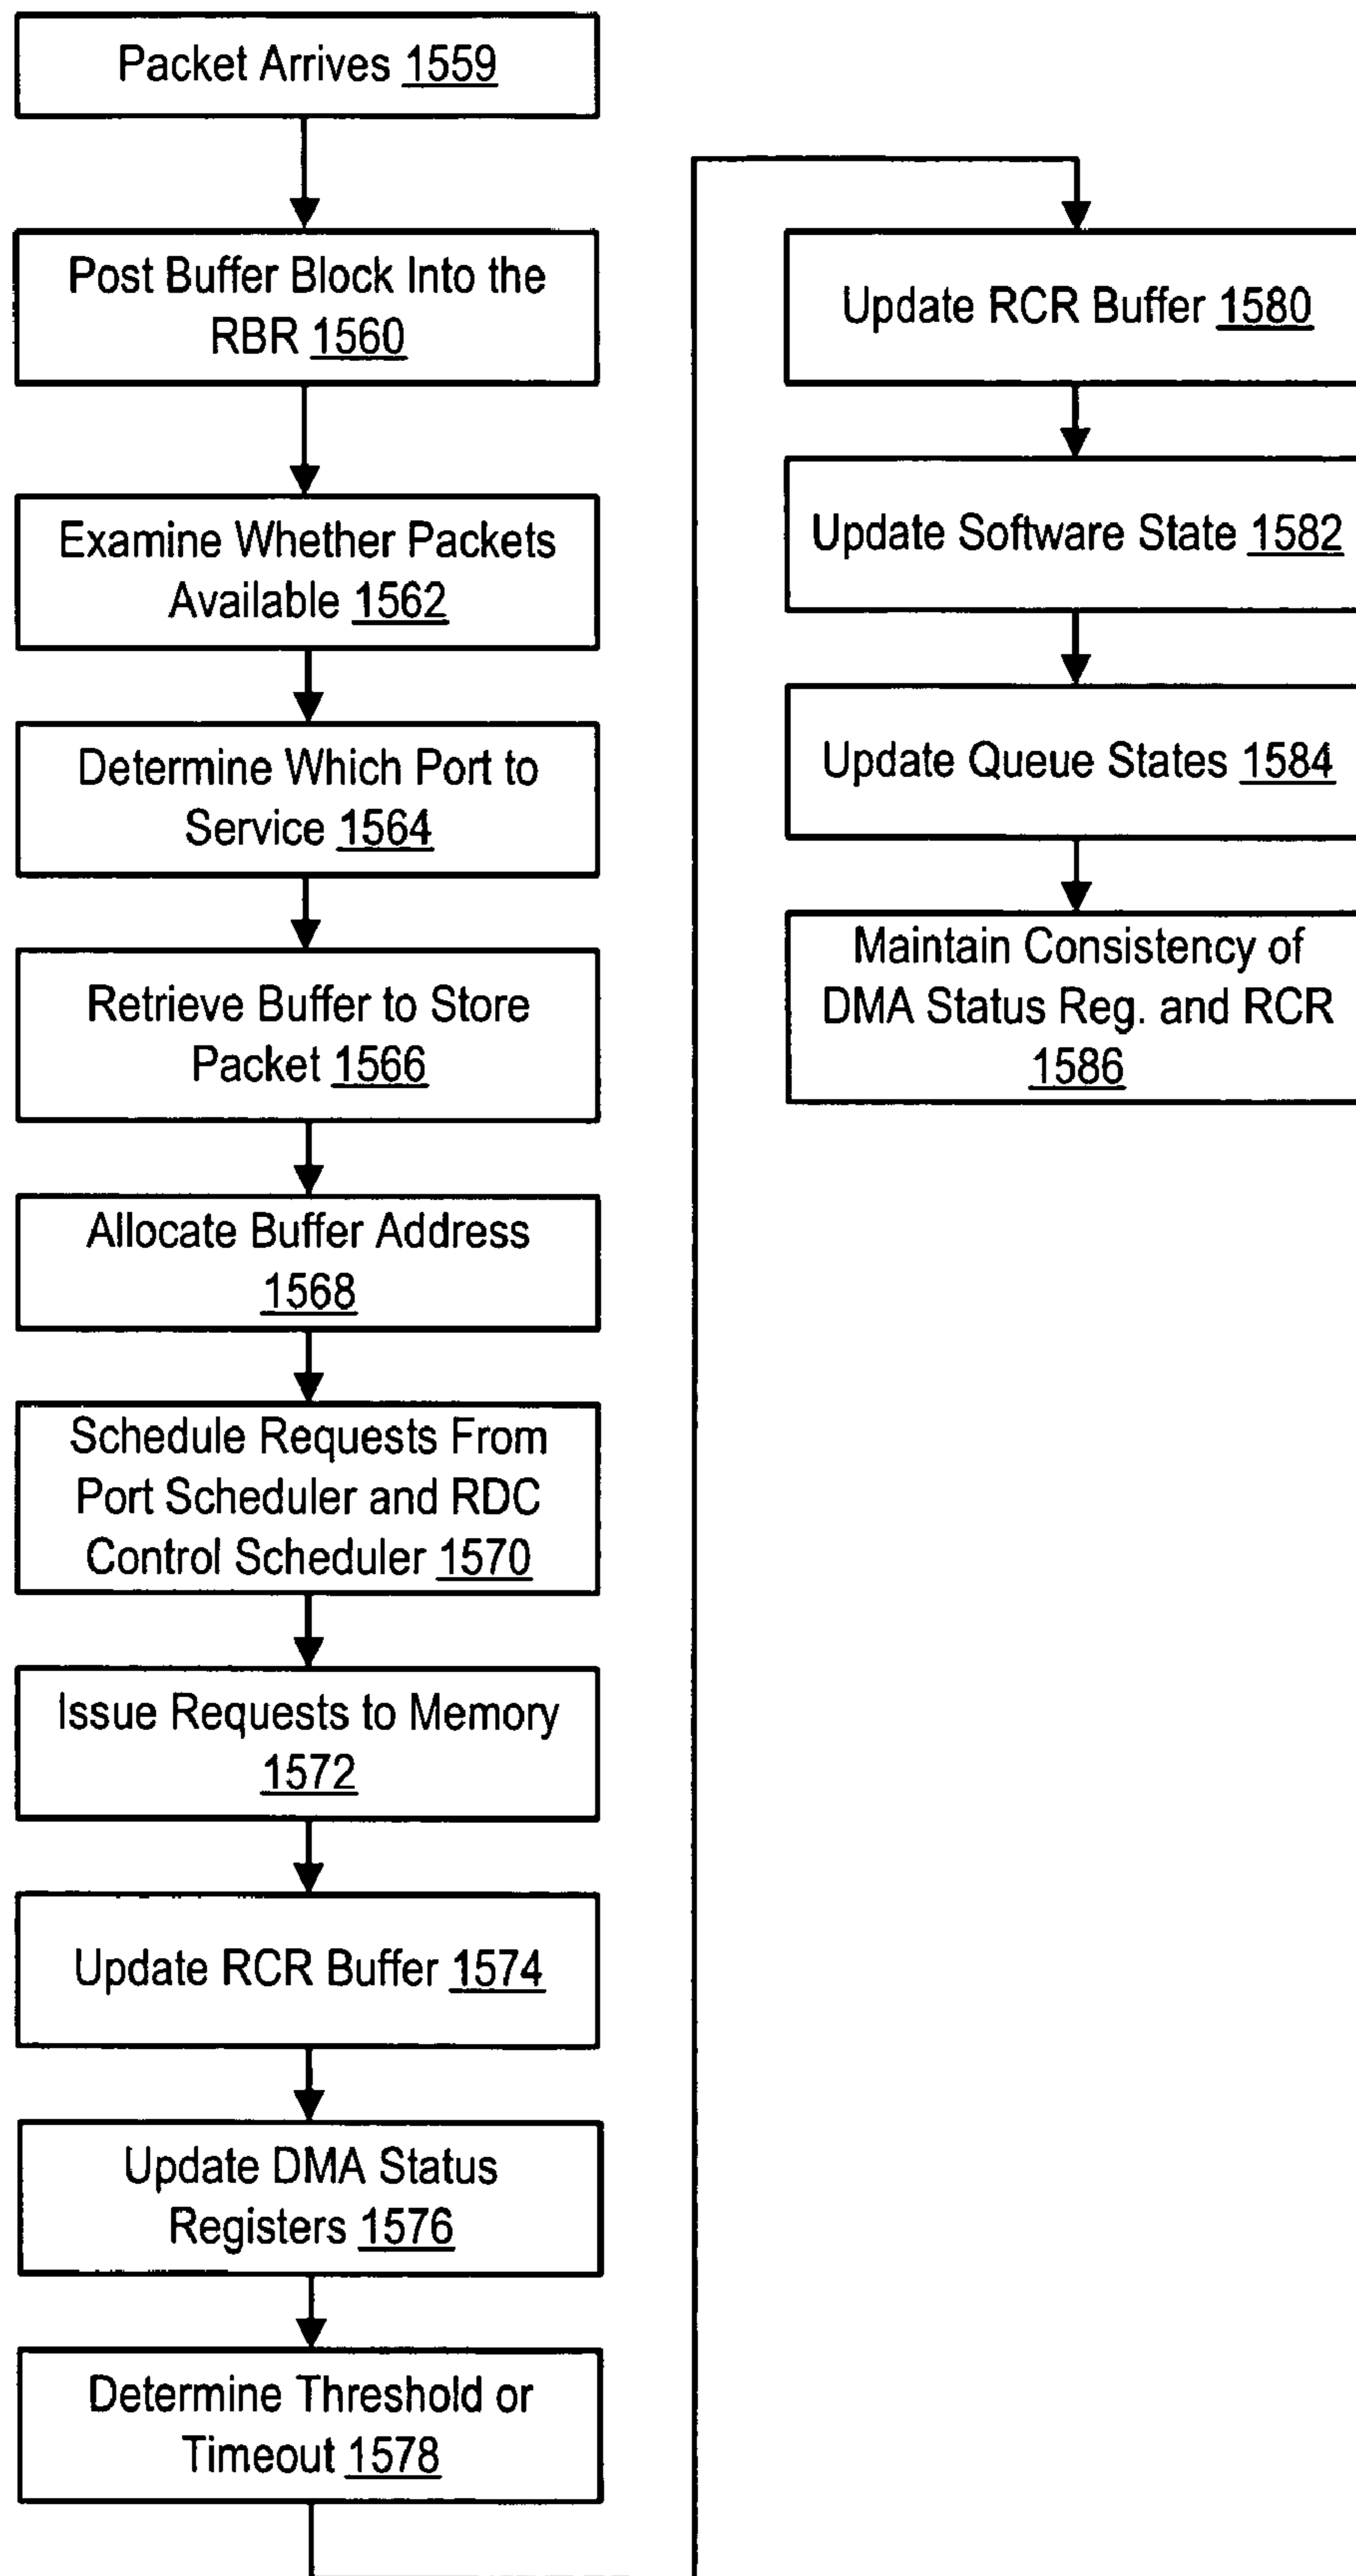 Packet Arrives 1559
Post Buffer Block Into the
RBR 1560
Examine Whether Packets
Available 1562
Determine Which Port to
Service 1564
Retrieve Buffer to Store
Packet 1566
Allocate Buffer Address
1568
Schedule Requests From
Port Scheduler and RDC
Control Scheduler 1570
Issue Requests to Memory
1572
Update RCR Buffer 1574
Update DMA Status
Registers 1576
Determine Threshold or
Timeout 1578
Update RCR Buffer 1580
Update Software State 1582
Update Queue States 1584
Maintain Consistency of
DMA Status Reg. and RCR
1586